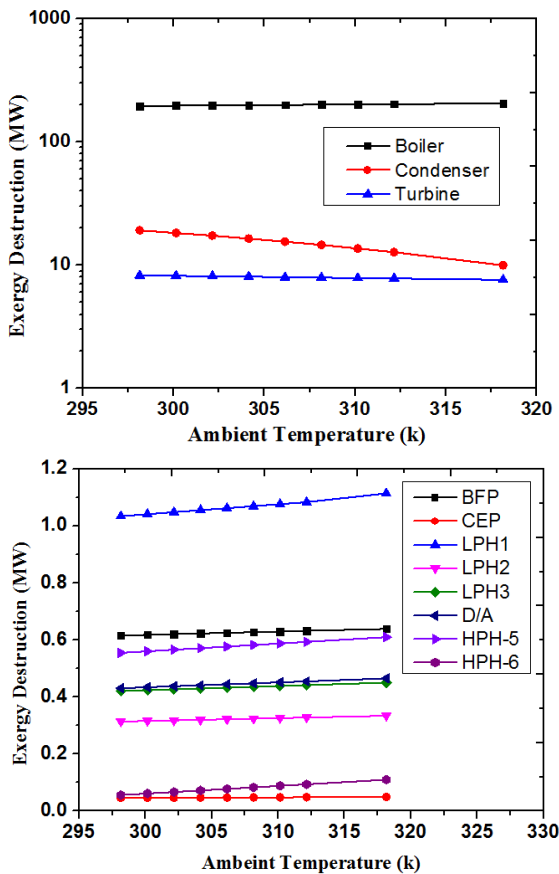 1000
100
10
1
Exergy Destruction (MW)
Boiler
Condenser
Turbine
295 300 305 310 315 320
Ambient Temperature (k)
1.2
1.0
0.8
0.6
0.4
0.2
0.0
Exergy Destruction (MW)
BFP
CEP
LPH1
LPH2
LPH3
D/A
HPH-5
HPH-6
295 300 305 310 315 320 325 330
Ambeint Temperature (k)